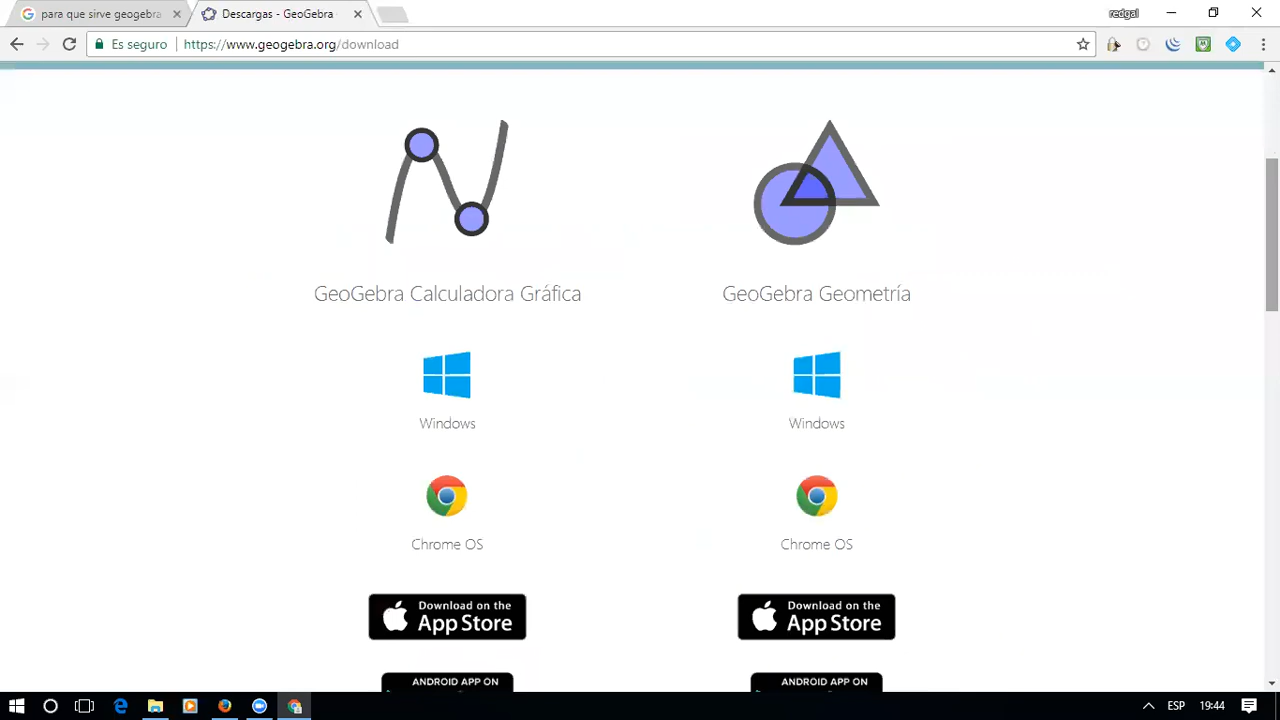 para que sirve geogebra
Descargas - GeoGebra
redgal
Es seguro
https://www.geogebra.org/download
GeoGebra Calculadora Gráfica
GeoGebra Geometría
Windows
Windows
Chrome OS
Chrome OS
Download on the
App Store
Download on the
App Store
ANDROID APP ON
ANDROID APP ON
ESP
19:44